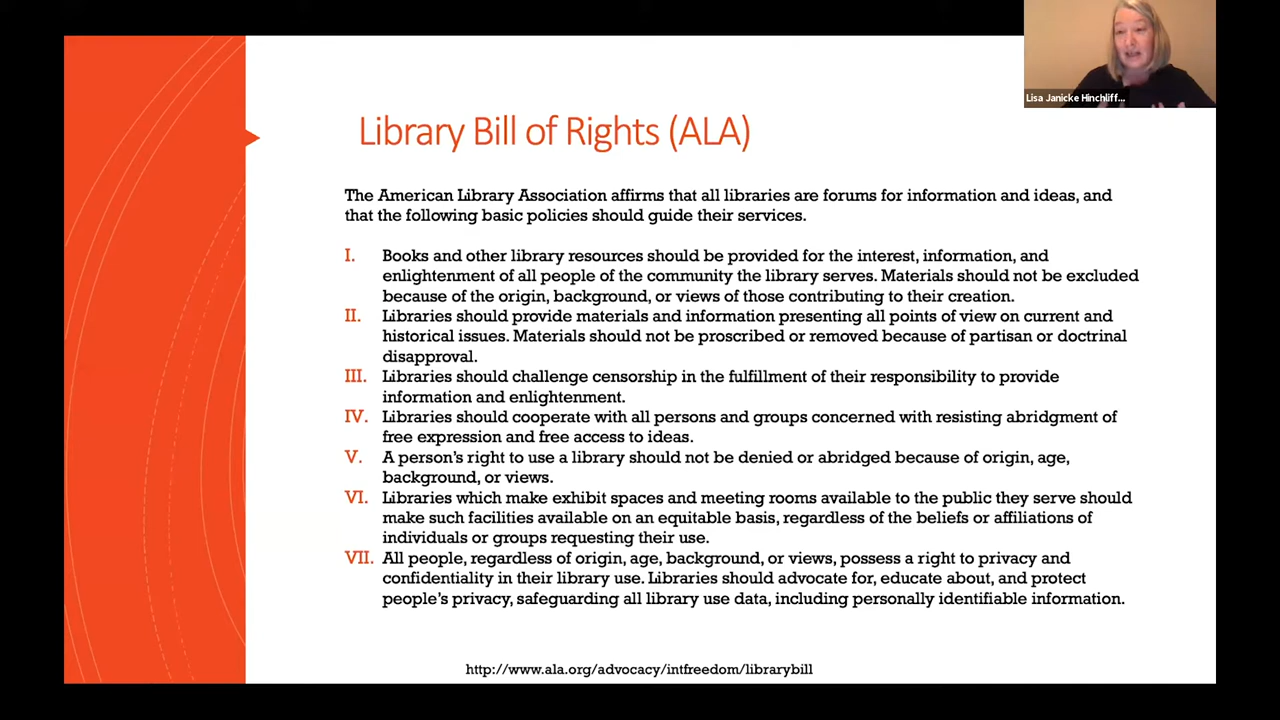 Lisa Janicke Hinchliff...
Library Bill of Rights (ALA)
The American Library Association affirms that all libraries are forums for information and ideas, and
that the following basic policies should guide their services.
I. Books and other library resources should be provided for the interest, information, and
enlightenment of all people of the community the library serves. Materials should not be excluded
because of the origin, background, or views of those contributing to their creation.
II. Libraries should provide materials and information presenting all points of view on current and
historical issues. Materials should not be proscribed or removed because of partisan or doctrinal
disapproval.
III. Libraries should challenge censorship in the fulfillment of their responsibility to provide
information and enlightenment.
IV. Libraries should cooperate with all persons and groups concerned with resisting abridgment of
free expression and free access to ideas.
V. A person's right to use a library should not be denied or abridged because of origin, age,
background, or views.
VI. Libraries which make exhibit spaces and meeting rooms available to the public they serve should
make such facilities available on an equitable basis, regardless of the beliefs or affiliations of
individuals or groups requesting their use.
VII. All people, regardless of origin, age, background, or views, possess a right to privacy and
confidentiality in their library use. Libraries should advocate for, educate about, and protect
people's privacy, safeguarding all library use data, including personally identifiable information.
http://www.ala.org/advocacy/intfreedom/librarybill